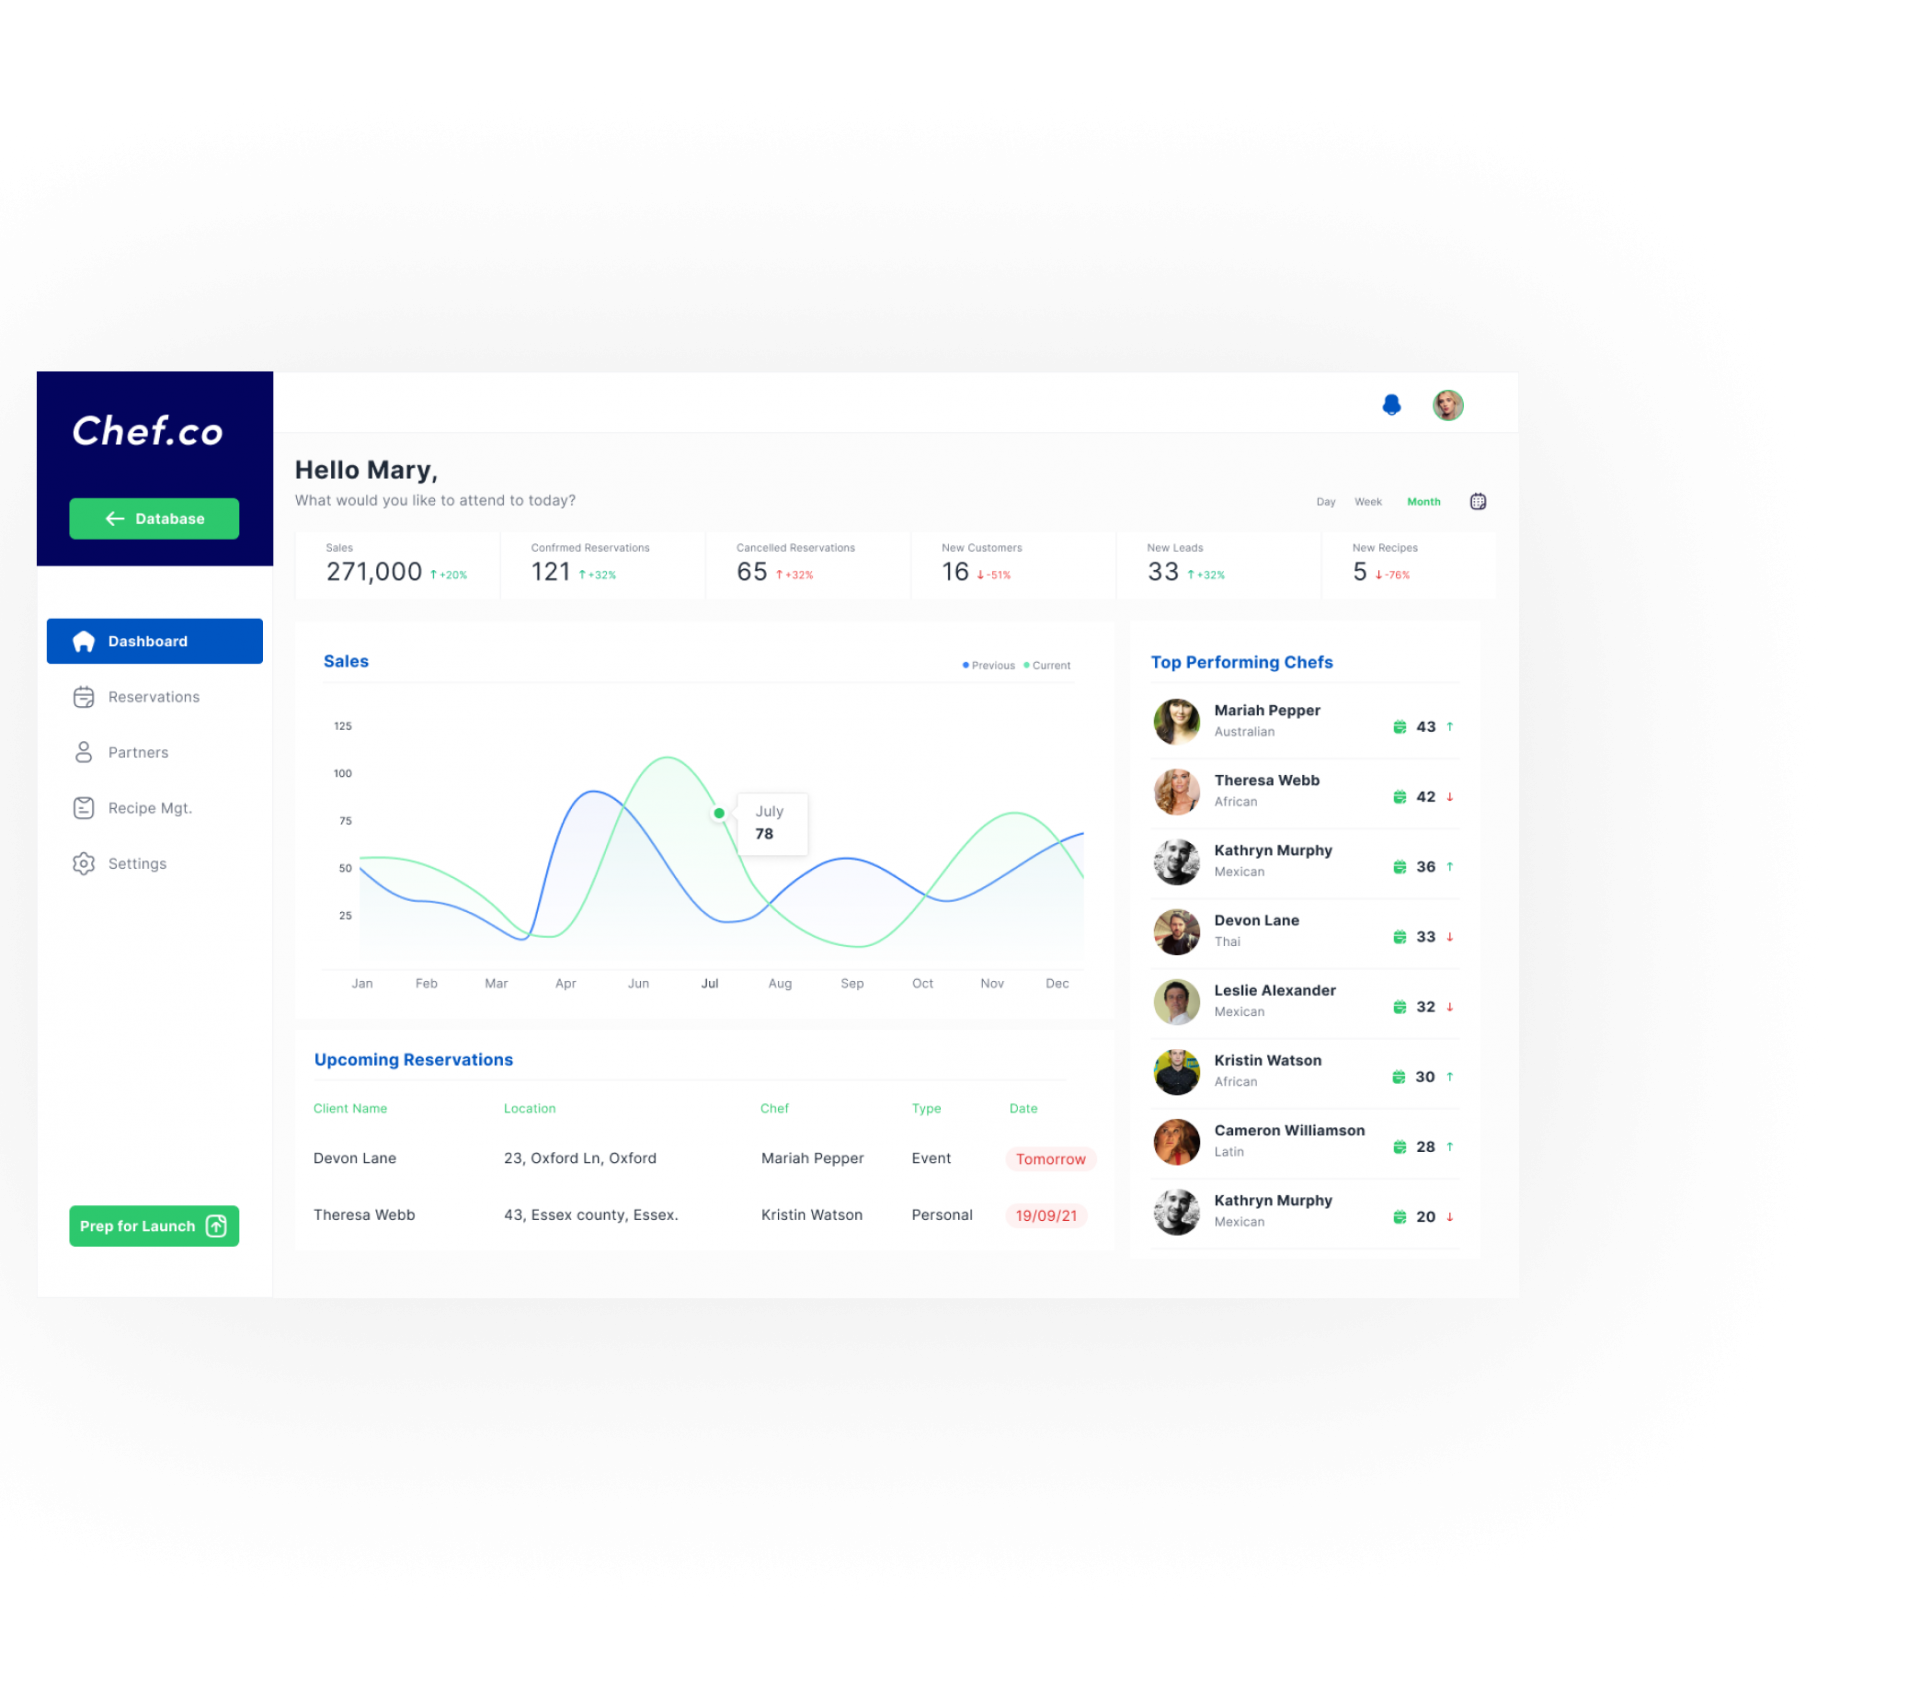 Chef.co
Database
Dashboard
Reservations
Partners
Recipe Mgt.
Settings
Prep for Launch
Hello Mary,
What would you like to attend to today?
Day Week Month
Sales
271,000 ↑+20%
Confrmed Reservations
121 ↑+32%
Cancelled Reservations
65 ↑+32%
New Customers
16 ↓-51%
New Leads
33 ↑+32%
New Recipes
5 ↓-76%
Sales
Previous Current
125
100
75
50
25
Jan Feb Mar Apr Jun Jul Aug Sep Oct Nov Dec
July
78
Upcoming Reservations
Client Name Location Chef Type Date
Devon Lane 23, Oxford Ln, Oxford Mariah Pepper Event Tomorrow
Theresa Webb 43, Essex county, Essex. Kristin Watson Personal 19/09/21
Top Performing Chefs
Mariah Pepper
Australian
43 ↑
Theresa Webb
African
42 ↓
Kathryn Murphy
Mexican
36 ↑
Devon Lane
Thai
33 ↓
Leslie Alexander
Mexican
32 ↓
Kristin Watson
African
30 ↑
Cameron Williamson
Latin
28 ↑
Kathryn Murphy
Mexican
20 ↓